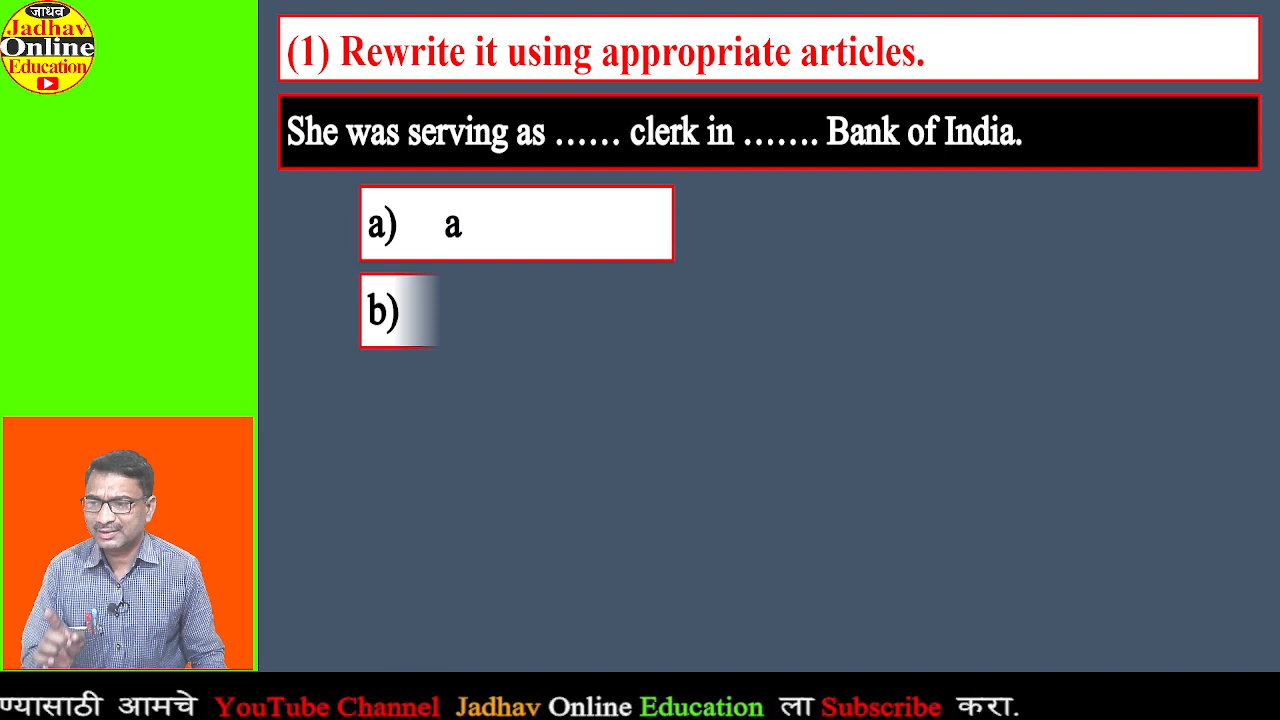 जाधव
Jadhav
Online
Education
(1) Rewrite it using appropriate articles.
She was serving as …… clerk in ……. Bank of India.
a) a
b)
ण्यासाठी आमचे YouTube Channel Jadhav Online Education ला Subscribe करा.